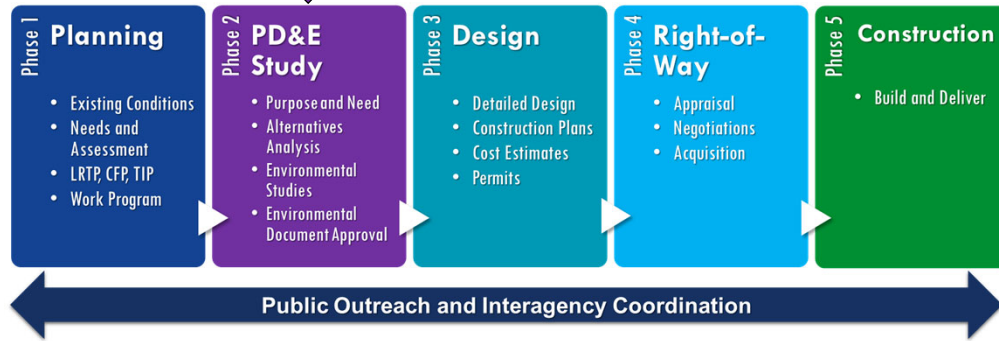 Phase 1
Planning
• Existing Conditions
• Needs and
Assessment
• LRTP, CFP, TIP
• Work Program
Phase 2
PD&E
Study
• Purpose and Need
• Alternatives
Analysis
• Environmental
Studies
• Environmental
Document Approval
Phase 3
Design
• Detailed Design
• Construction Plans
• Cost Estimates
• Permits
Phase 4
Right-of-
Way
• Appraisal
• Negotiations
• Acquisition
Phase 5
Construction
• Build and Deliver
Public Outreach and Interagency Coordination